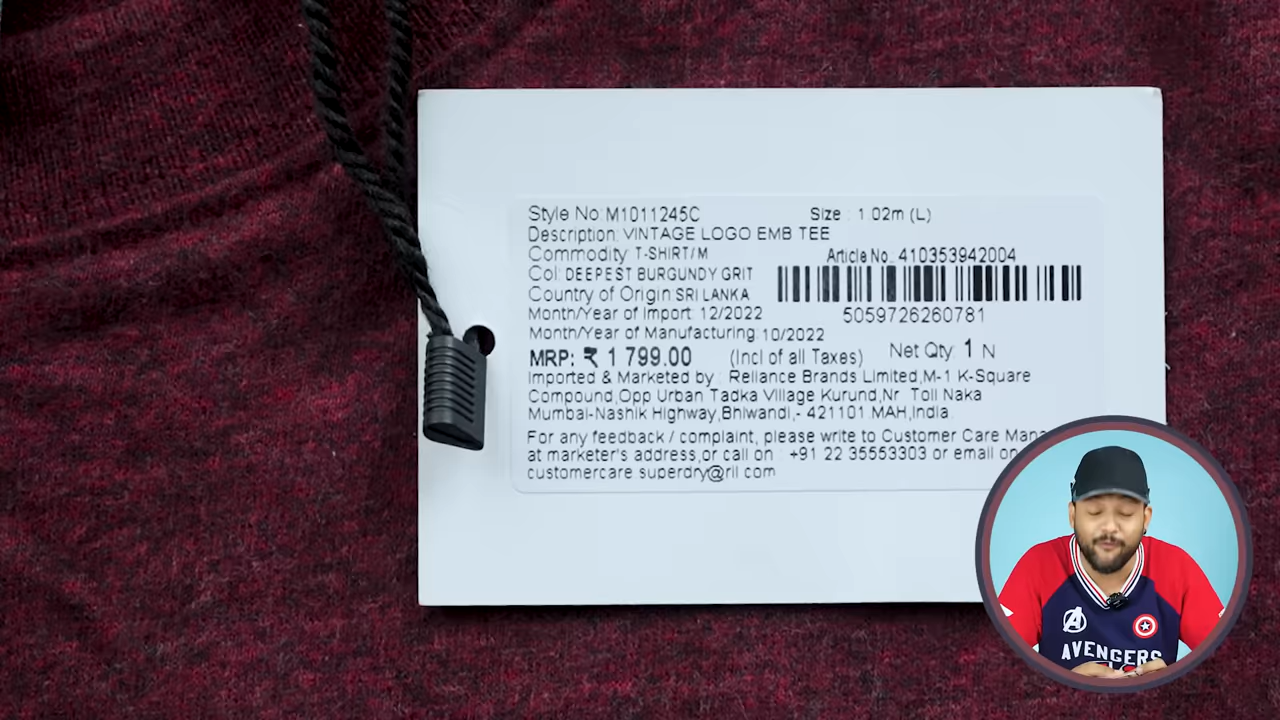 Style No: M1011245C
Size : 1.02m (L)
Description: VINTAGE LOGO EMB TEE
Commodity: T-SHIRT/M
Article No.: 410353942004
Col: DEEPEST BURGUNDY GRIT
Country of Origin: SRI LANKA
Month/Year of Import: 12/2022
5059726260781
Month/Year of Manufacturing: 10/2022
MRP: ₹ 1 799.00 (Incl of all Taxes) Net Qty: 1 N
Imported & Marketed by : Reliance Brands Limited,M-1 K-Square
Compound,Opp Urban Tadka Village Kurund,Nr Toll Naka
Mumbai-Nashik Highway,Bhiwandi,- 421101 MAH,India
For any feedback / complaint, please write to Customer Care
at marketer's address,or call on : +91 22 35553303 or email on
customercare superdry@ril com
AVENGERS